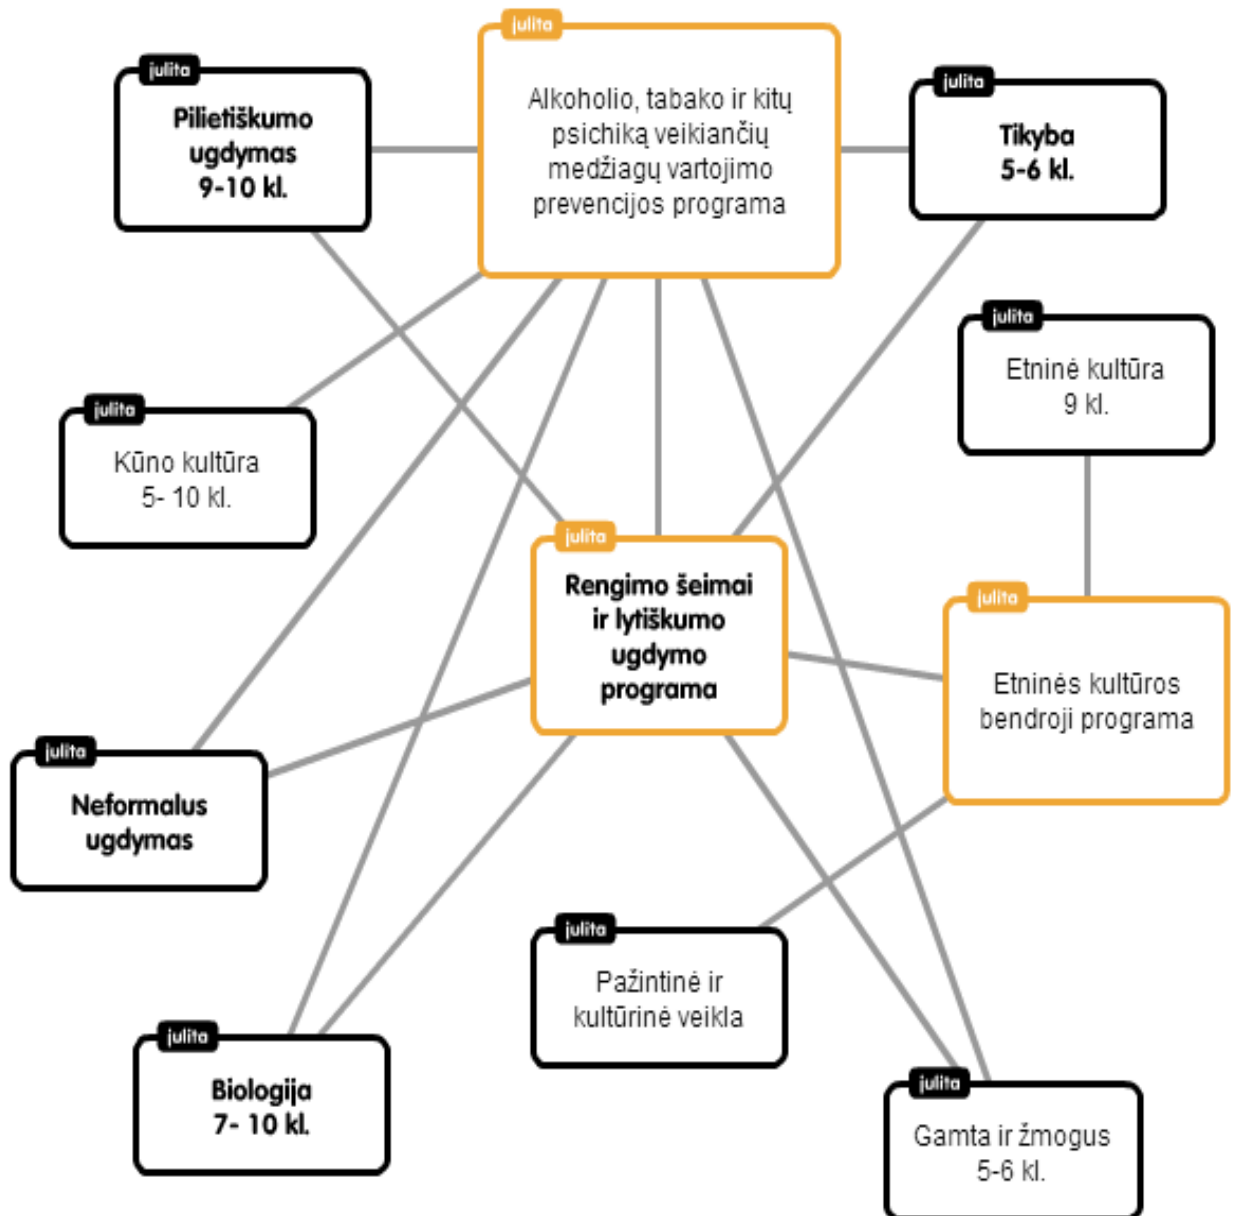 julita
Alkoholio, tabako ir kitų
psichiką veikiančių
medžiagų vartojimo
prevencijos programa
julita
Pilietiškumo
ugdymas
9-10 kl.
julita
Tikyba
5-6 kl.
julita
Etninė kultūra
9 kl.
julita
Kūno kultūra
5- 10 kl.
julita
Rengimo šeimai
ir lytiškumo
ugdymo
programa
julita
Etninės kultūros
bendroji programa
julita
Neformalus
ugdymas
julita
Pažintinė ir
kultūrinė veikla
julita
Biologija
7- 10 kl.
julita
Gamta ir žmogus
5-6 kl.